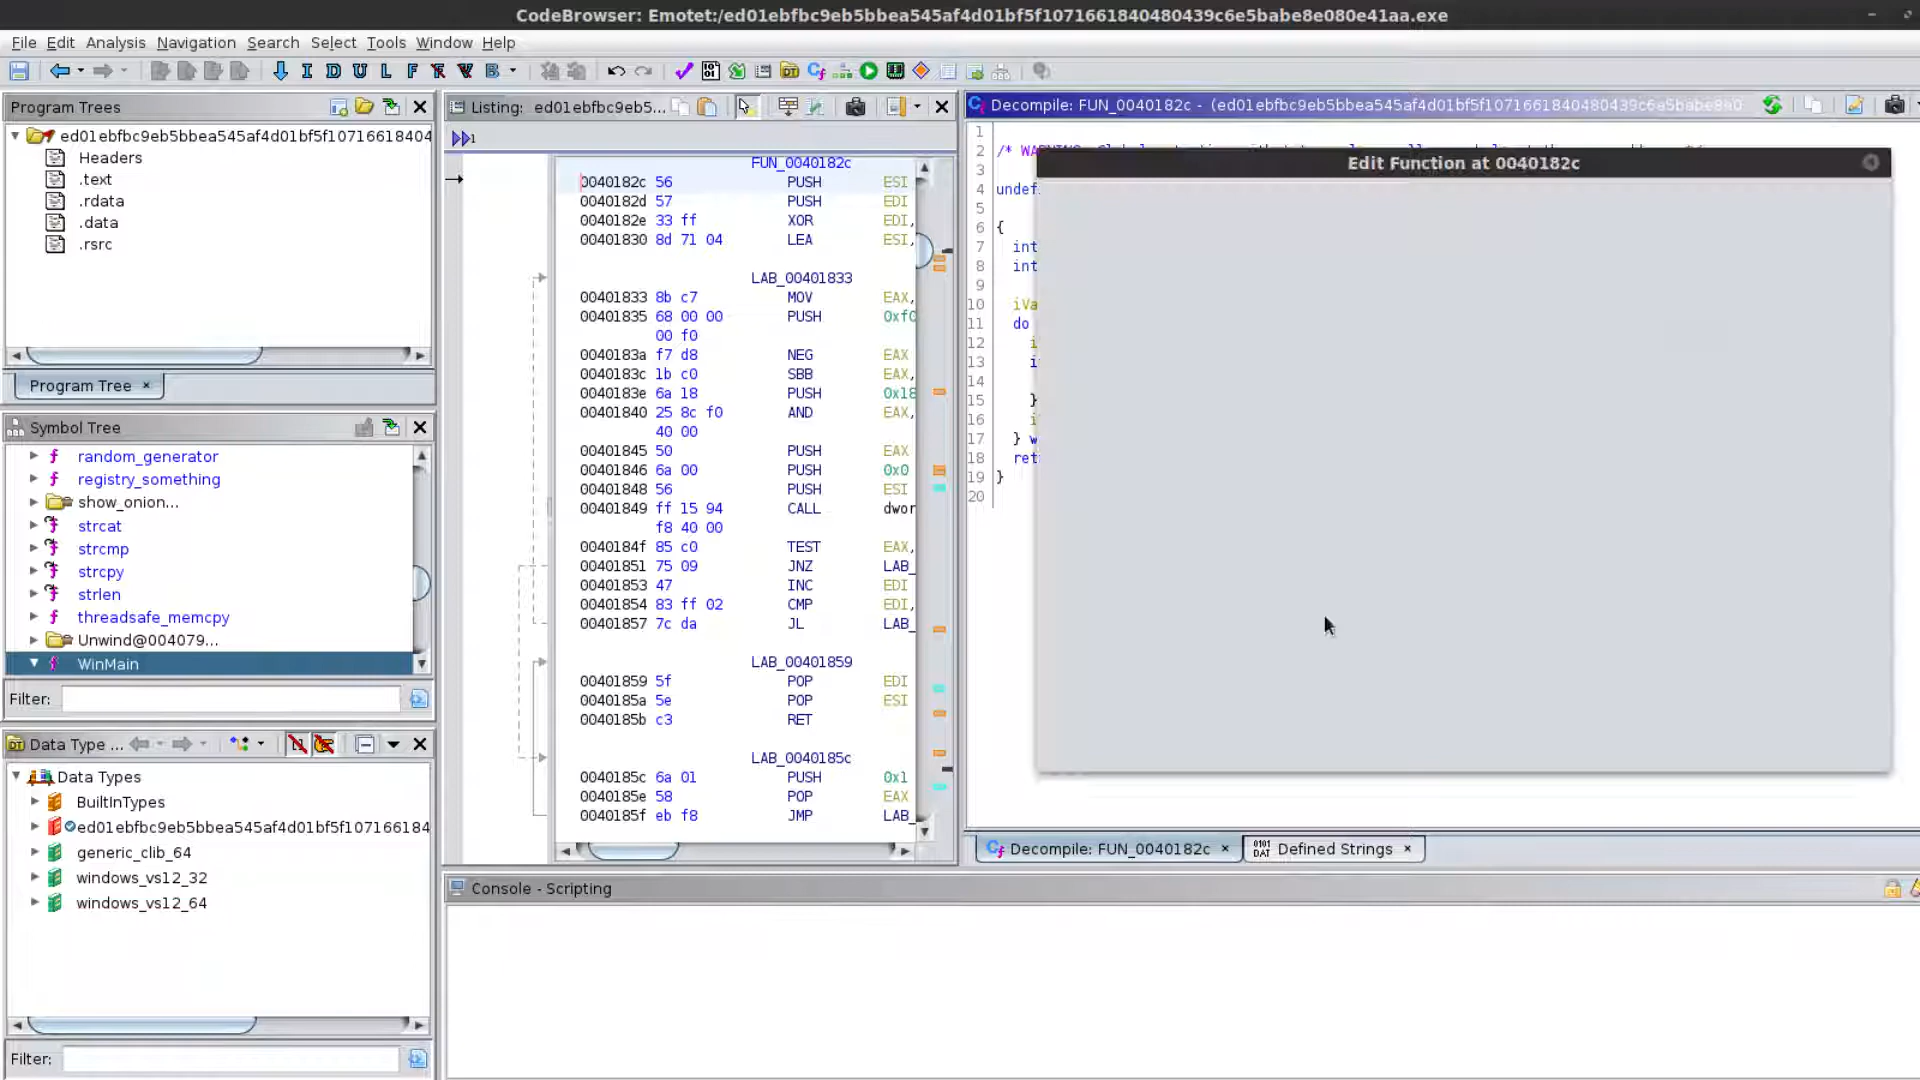 CodeBrowser: Emotet:/ed01ebfbc9eb5bbea545af4d01bf5f1071661840480439c6e5babe8e080e41aa.exe
File Edit Analysis Navigation Search Select Tools Window Help
Program Trees
ed01ebfbc9eb5bbea545af4d01bf5f1071661840​4
Headers
.text
.rdata
.data
.rsrc
Program Tree ×
Symbol Tree
random_generator
registry_something
show_onion...
strcat
strcmp
strcpy
strlen
threadsafe_memcpy
Unwind@004079...
WinMain
Filter:
Data Type ...
Data Types
BuiltInTypes
ed01ebfbc9eb5bbea545af4d01bf5f107166184
generic_clib_64
windows_vs12_32
windows_vs12_64
Filter:
Listing: ed01ebfbc9eb5...
FUN_0040182c
0040182c 56 PUSH ESI
0040182d 57 PUSH EDI
0040182e 33 ff XOR EDI,
00401830 8d 71 04 LEA ESI,
LAB_00401833
00401833 8b c7 MOV EAX,
00401835 68 00 00 PUSH 0xf0
00 f0
0040183a f7 d8 NEG EAX
0040183c 1b c0 SBB EAX,
0040183e 6a 18 PUSH 0x18
00401840 25 8c f0 AND EAX,
40 00
00401845 50 PUSH EAX
00401846 6a 00 PUSH 0x0
00401848 56 PUSH ESI
00401849 ff 15 94 CALL dwor
f8 40 00
0040184f 85 c0 TEST EAX,
00401851 75 09 JNZ LAB_
00401853 47 INC EDI
00401854 83 ff 02 CMP EDI,
00401857 7c da JL LAB_
LAB_00401859
00401859 5f POP EDI
0040185a 5e POP ESI
0040185b c3 RET
LAB_0040185c
0040185c 6a 01 PUSH 0x1
0040185e 58 POP EAX
0040185f eb f8 JMP LAB_
Decompile: FUN_0040182c - (ed01ebfbc9eb5bbea545af4d01bf5f1071661840480439c6e5babe8e0
1
2 /* WA
3
4 undef
5
6 {
7 int
8 int
9
10 iVa
11 do
12 i
13 i
14
15 }
16 i
17 } w
18 ret
19 }
20
Edit Function at 0040182c
Decompile: FUN_0040182c × Defined Strings ×
Console - Scripting